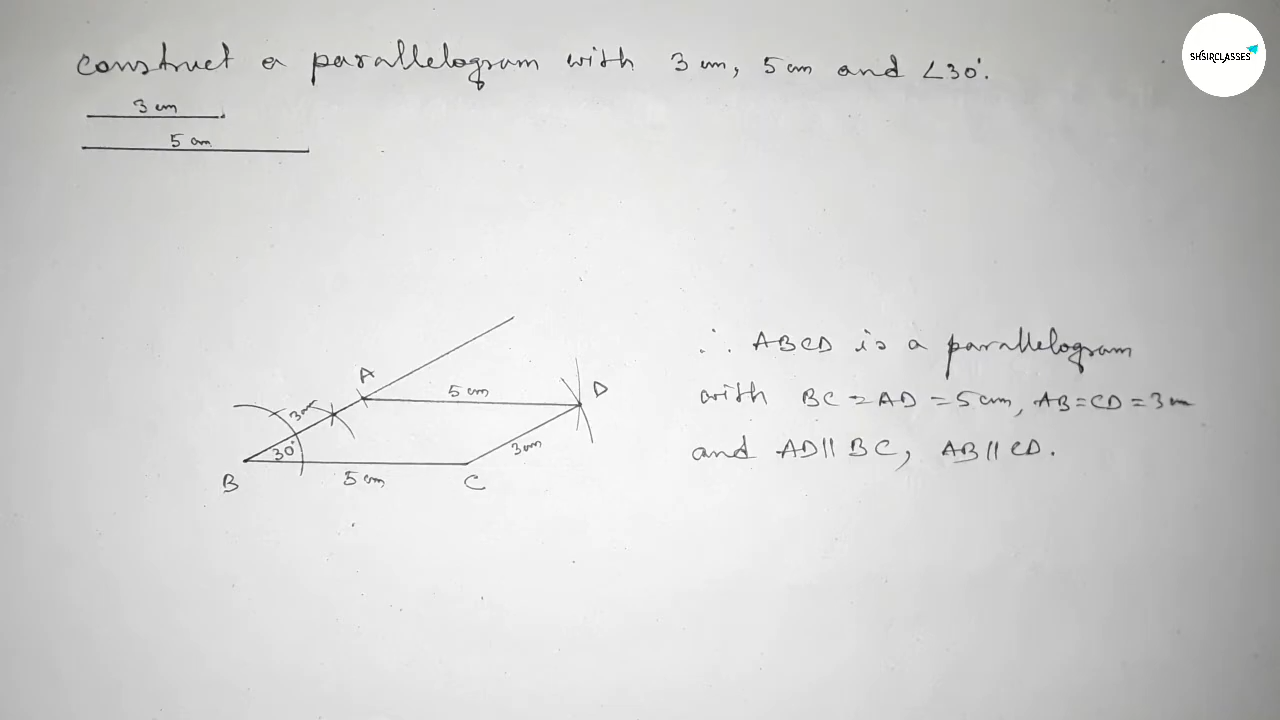 construct a parallelogram with 3 cm, 5 cm and ∠30°.
SHSIRCLASSES
3 cm
5 cm
A
5 cm
D
3 cm
30°
3 cm
B
5 cm
C
∴ ABCD is a parallelogram
with BC = AD = 5 cm, AB = CD = 3 m
and AD || BC, AB || CD.